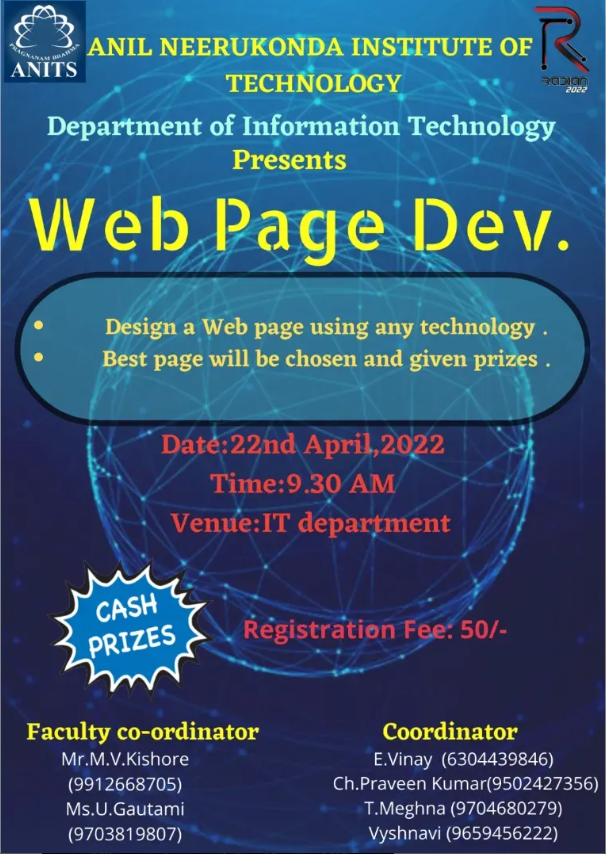 PRAGNANAM BRAHMA
ANITS
ANIL NEERUKONDA INSTITUTE OF
TECHNOLOGY
RADIAN
2022
Department of Information Technology
Presents
Web Page Dev.
• Design a Web page using any technology .
• Best page will be chosen and given prizes .
Date:22nd April,2022
Time:9.30 AM
Venue:IT department
CASH
PRIZES
Registration Fee: 50/-
Faculty co-ordinator
Mr.M.V.Kishore
(9912668705)
Ms.U.Gautami
(9703819807)
Coordinator
E.Vinay (6304439846)
Ch.Praveen Kumar(9502427356)
T.Meghna (9704680279)
Vyshnavi (9659456222)